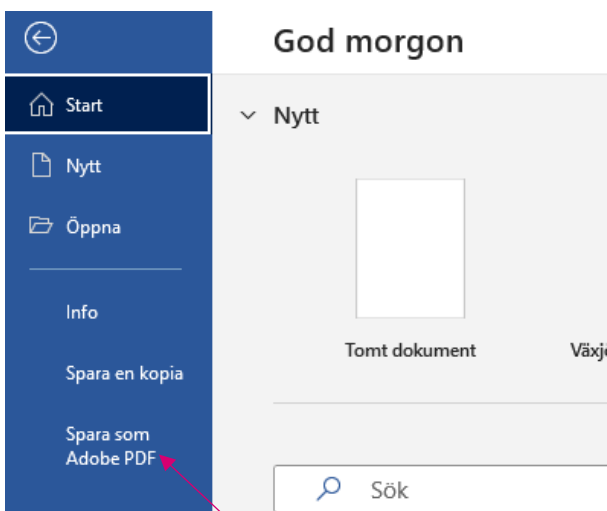 God morgon
Start
Nytt
Nytt
Öppna
Info
Tomt dokument
Spara en kopia
Spara som
Adobe PDF
Sök